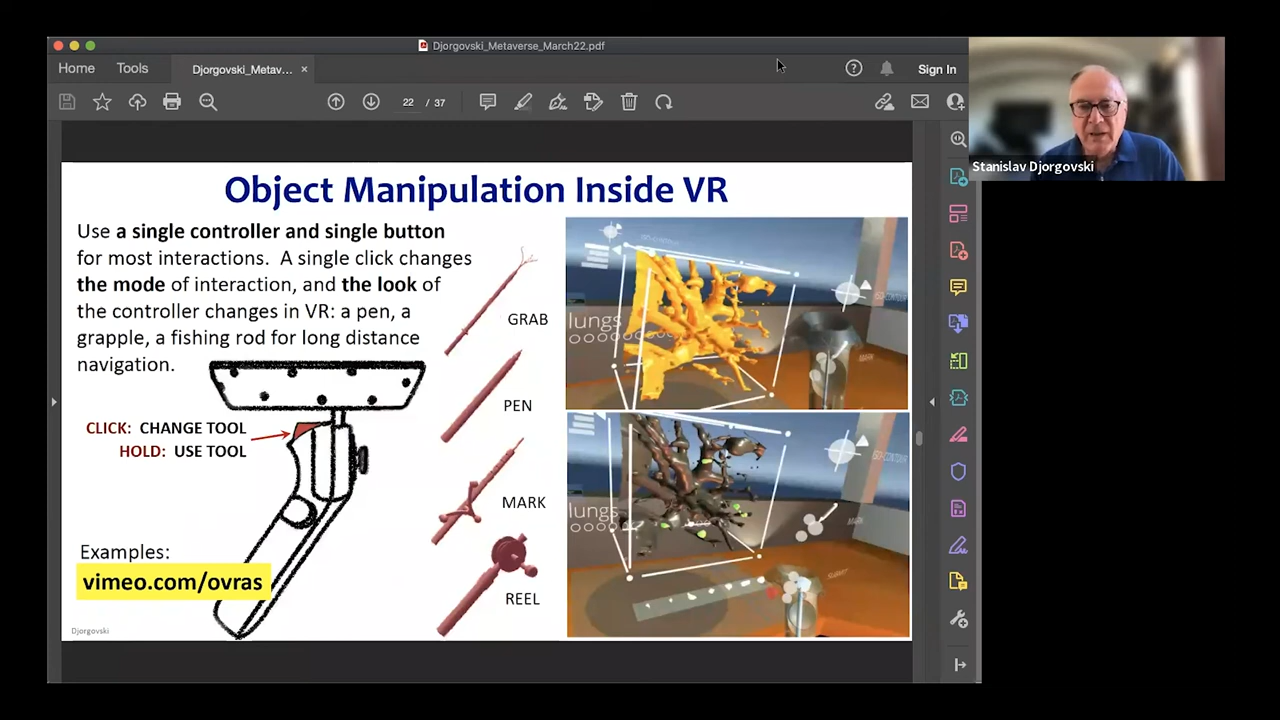 Djorgovski_Metaverse_March22.pdf
Home
Tools
Djorgovski_Metav...
Sign In
22 / 37
Stanislav Djorgovski
Object Manipulation Inside VR
Use a single controller and single button
for most interactions. A single click changes
the mode of interaction, and the look of
the controller changes in VR: a pen, a
grapple, a fishing rod for long distance
navigation.
CLICK: CHANGE TOOL
HOLD: USE TOOL
Examples:
vimeo.com/ovras
GRAB
PEN
MARK
REEL
lungs
MARK
lungs
MARK
Djorgovski